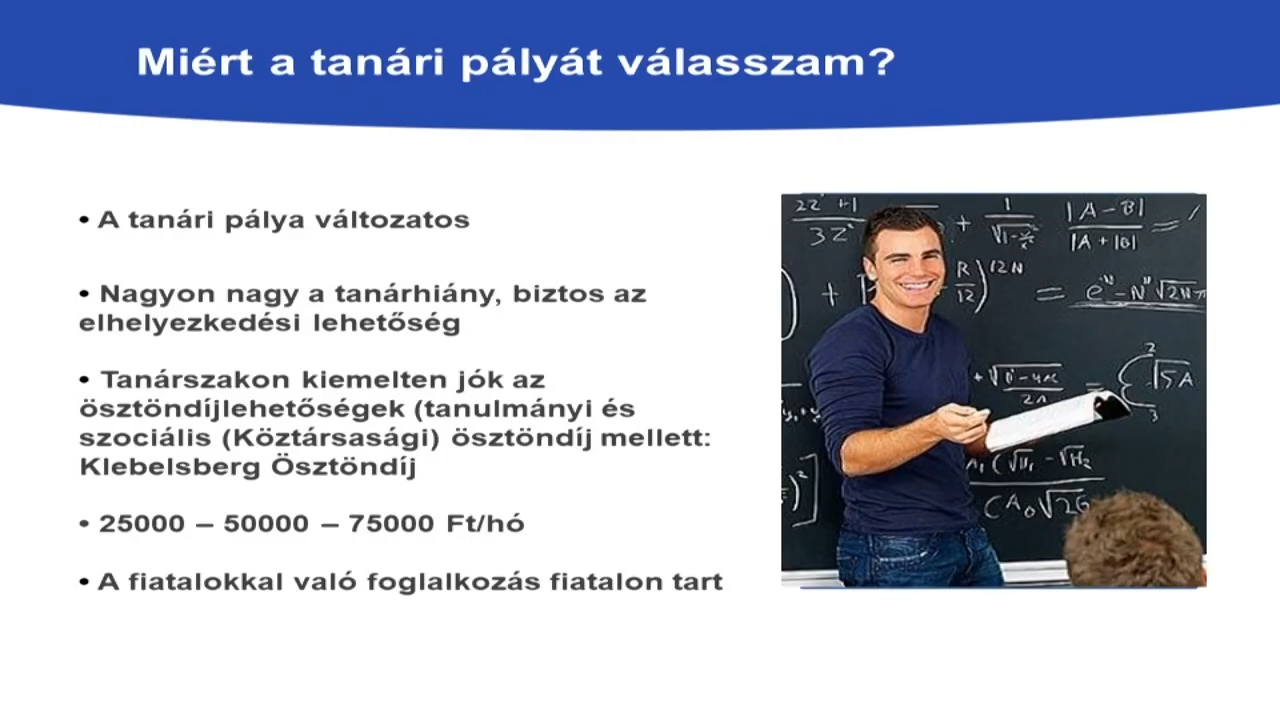 Miért a tanári pályát válasszam?
• A tanári pálya változatos
• Nagyon nagy a tanárhiány, biztos az
elhelyezkedési lehetőség
• Tanárszakon kiemelten jók az
ösztöndíjlehetőségek (tanulmányi és
szociális (Köztársasági) ösztöndíj mellett:
Klebelsberg Ösztöndíj
• 25000 – 50000 – 75000 Ft/hó
• A fiatalokkal való foglalkozás fiatalon tart